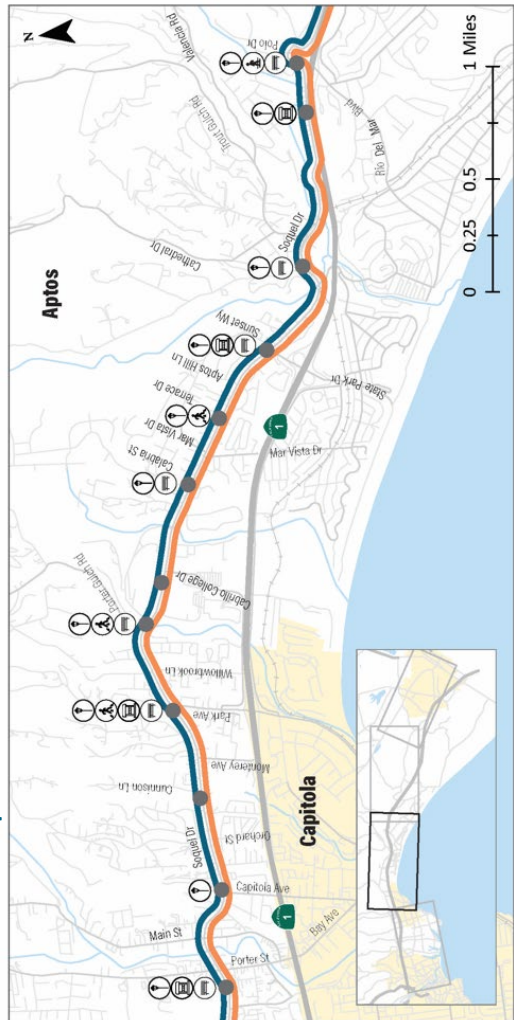 N
Aptos
Valencia Rd
Trout Gulch Rd
Polo Dr
Cathedral Dr
Rio Del Mar
Blvd
Soquel Dr
Sunset Wy
Aptos Hill Ln
Terrace Dr
Mar Vista Dr
Calabria St
State Park Dr
1
Mar Vista Dr
Porter Gulch Rd
Cabrillo College Dr
Willowbrook Ln
Park Ave
Monterey Ave
Cunnison Ln
Soquel Dr
Orchard St
Capitola
Capitola Ave
1
Bay Ave
Main St
Porter St
0 0.25 0.5 1 Miles